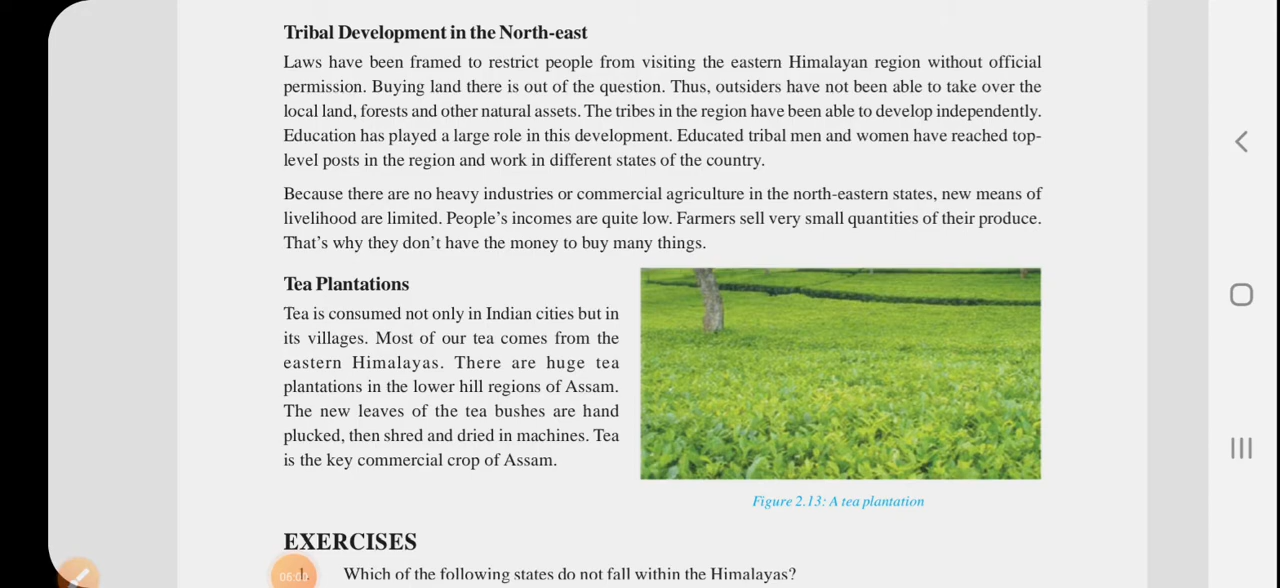 Tribal Development in the North-east
Laws have been framed to restrict people from visiting the eastern Himalayan region without official
permission. Buying land there is out of the question. Thus, outsiders have not been able to take over the
local land, forests and other natural assets. The tribes in the region have been able to develop independently.
Education has played a large role in this development. Educated tribal men and women have reached top-
level posts in the region and work in different states of the country.
Because there are no heavy industries or commercial agriculture in the north-eastern states, new means of
livelihood are limited. People's incomes are quite low. Farmers sell very small quantities of their produce.
That's why they don't have the money to buy many things.
Tea Plantations
Tea is consumed not only in Indian cities but in
its villages. Most of our tea comes from the
eastern Himalayas. There are huge tea
plantations in the lower hill regions of Assam.
The new leaves of the tea bushes are hand
plucked, then shred and dried in machines. Tea
is the key commercial crop of Assam.
Figure 2.13: A tea plantation
EXERCISES
1. Which of the following states do not fall within the Himalayas?